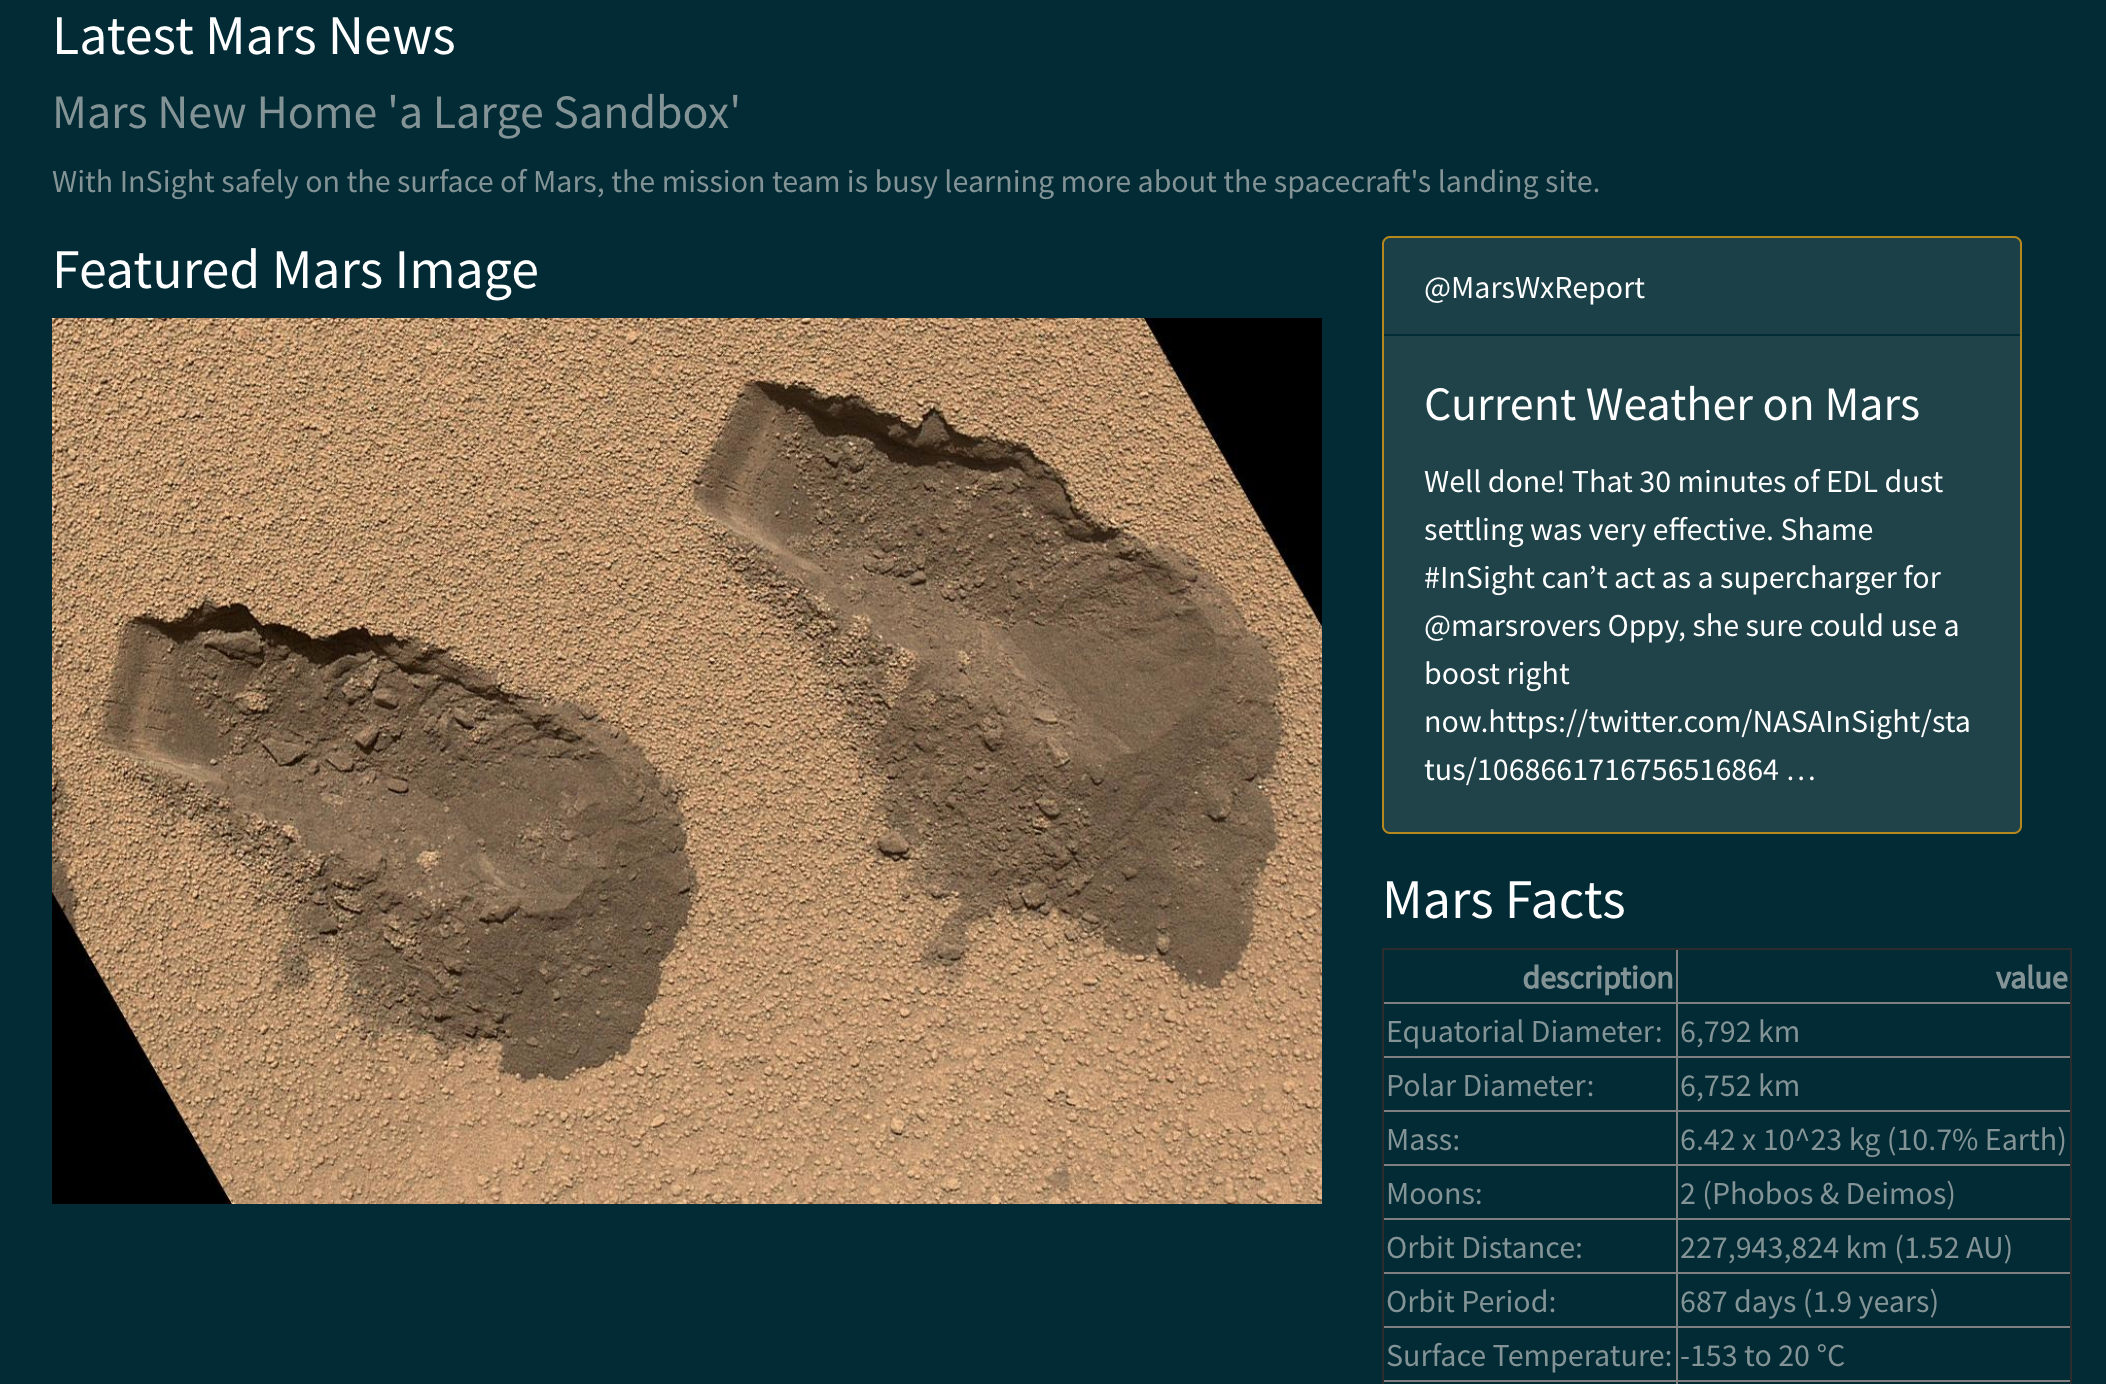 Latest Mars News
Mars New Home 'a Large Sandbox'
With InSight safely on the surface of Mars, the mission team is busy learning more about the spacecraft's landing site.
Featured Mars Image
@MarsWxReport
Current Weather on Mars
Well done! That 30 minutes of EDL dust
settling was very effective. Shame
#InSight can’t act as a supercharger for
@marsrovers Oppy, she sure could use a
boost right
now.https://twitter.com/NASAInSight/sta
tus/1068661716756516864 …
Mars Facts
description value
Equatorial Diameter: 6,792 km
Polar Diameter: 6,752 km
Mass: 6.42 x 10^23 kg (10.7% Earth)
Moons: 2 (Phobos & Deimos)
Orbit Distance: 227,943,824 km (1.52 AU)
Orbit Period: 687 days (1.9 years)
Surface Temperature: -153 to 20 °C